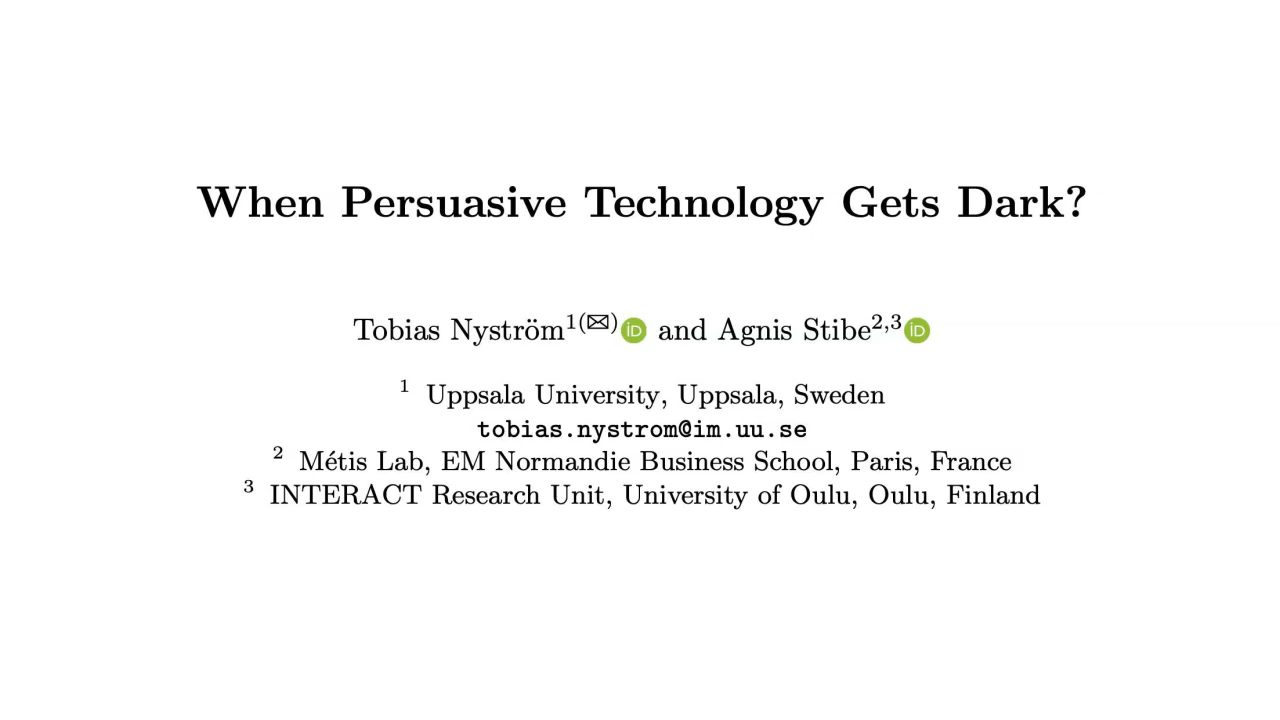 When Persuasive Technology Gets Dark?
Tobias Nyström1(✉)iD and Agnis Stibe2,3iD
1 Uppsala University, Uppsala, Sweden
tobias.nystrom@im.uu.se
2 Métis Lab, EM Normandie Business School, Paris, France
3 INTERACT Research Unit, University of Oulu, Oulu, Finland